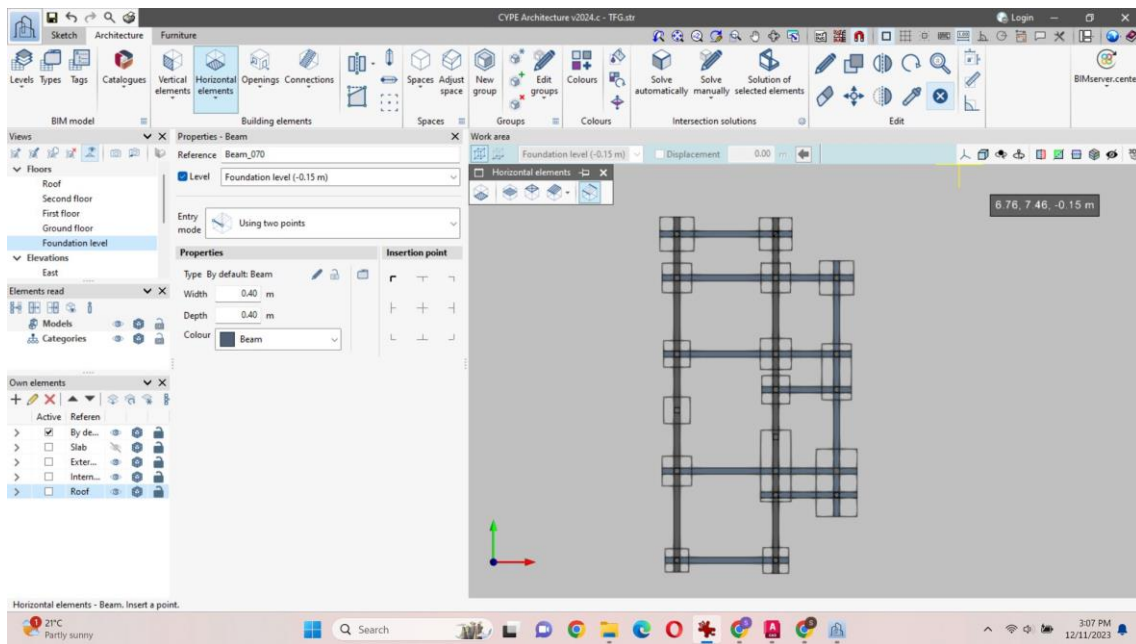 CYPE Architecture v2024.c - TFG.str
Login
Sketch Architecture Furniture
Levels Types Tags Catalogues Vertical elements Horizontal elements Openings Connections Spaces Adjust space New group Edit groups Colours Solve automatically Solve manually Solution of selected elements BIMserver.cente
BIM model Building elements Spaces Groups Colours Intersection solutions Edit
Views
Floors
Roof
Second floor
First floor
Ground floor
Foundation level
Elevations
East
Elements read
Models
Categories
Own elements
Active Referen
By de...
Slab
Exter...
Intern...
Roof
Properties - Beam
Reference Beam_070
Level Foundation level (-0.15 m)
Entry mode Using two points
Properties Insertion point
Type By default: Beam
Width 0.40 m
Depth 0.40 m
Colour Beam
Work area
Foundation level (-0.15 m) Displacement 0.00 m
Horizontal elements
6.76, 7.46, -0.15 m
Horizontal elements - Beam. Insert a point.
21°C
Partly sunny
Search
3:07 PM
12/11/2023